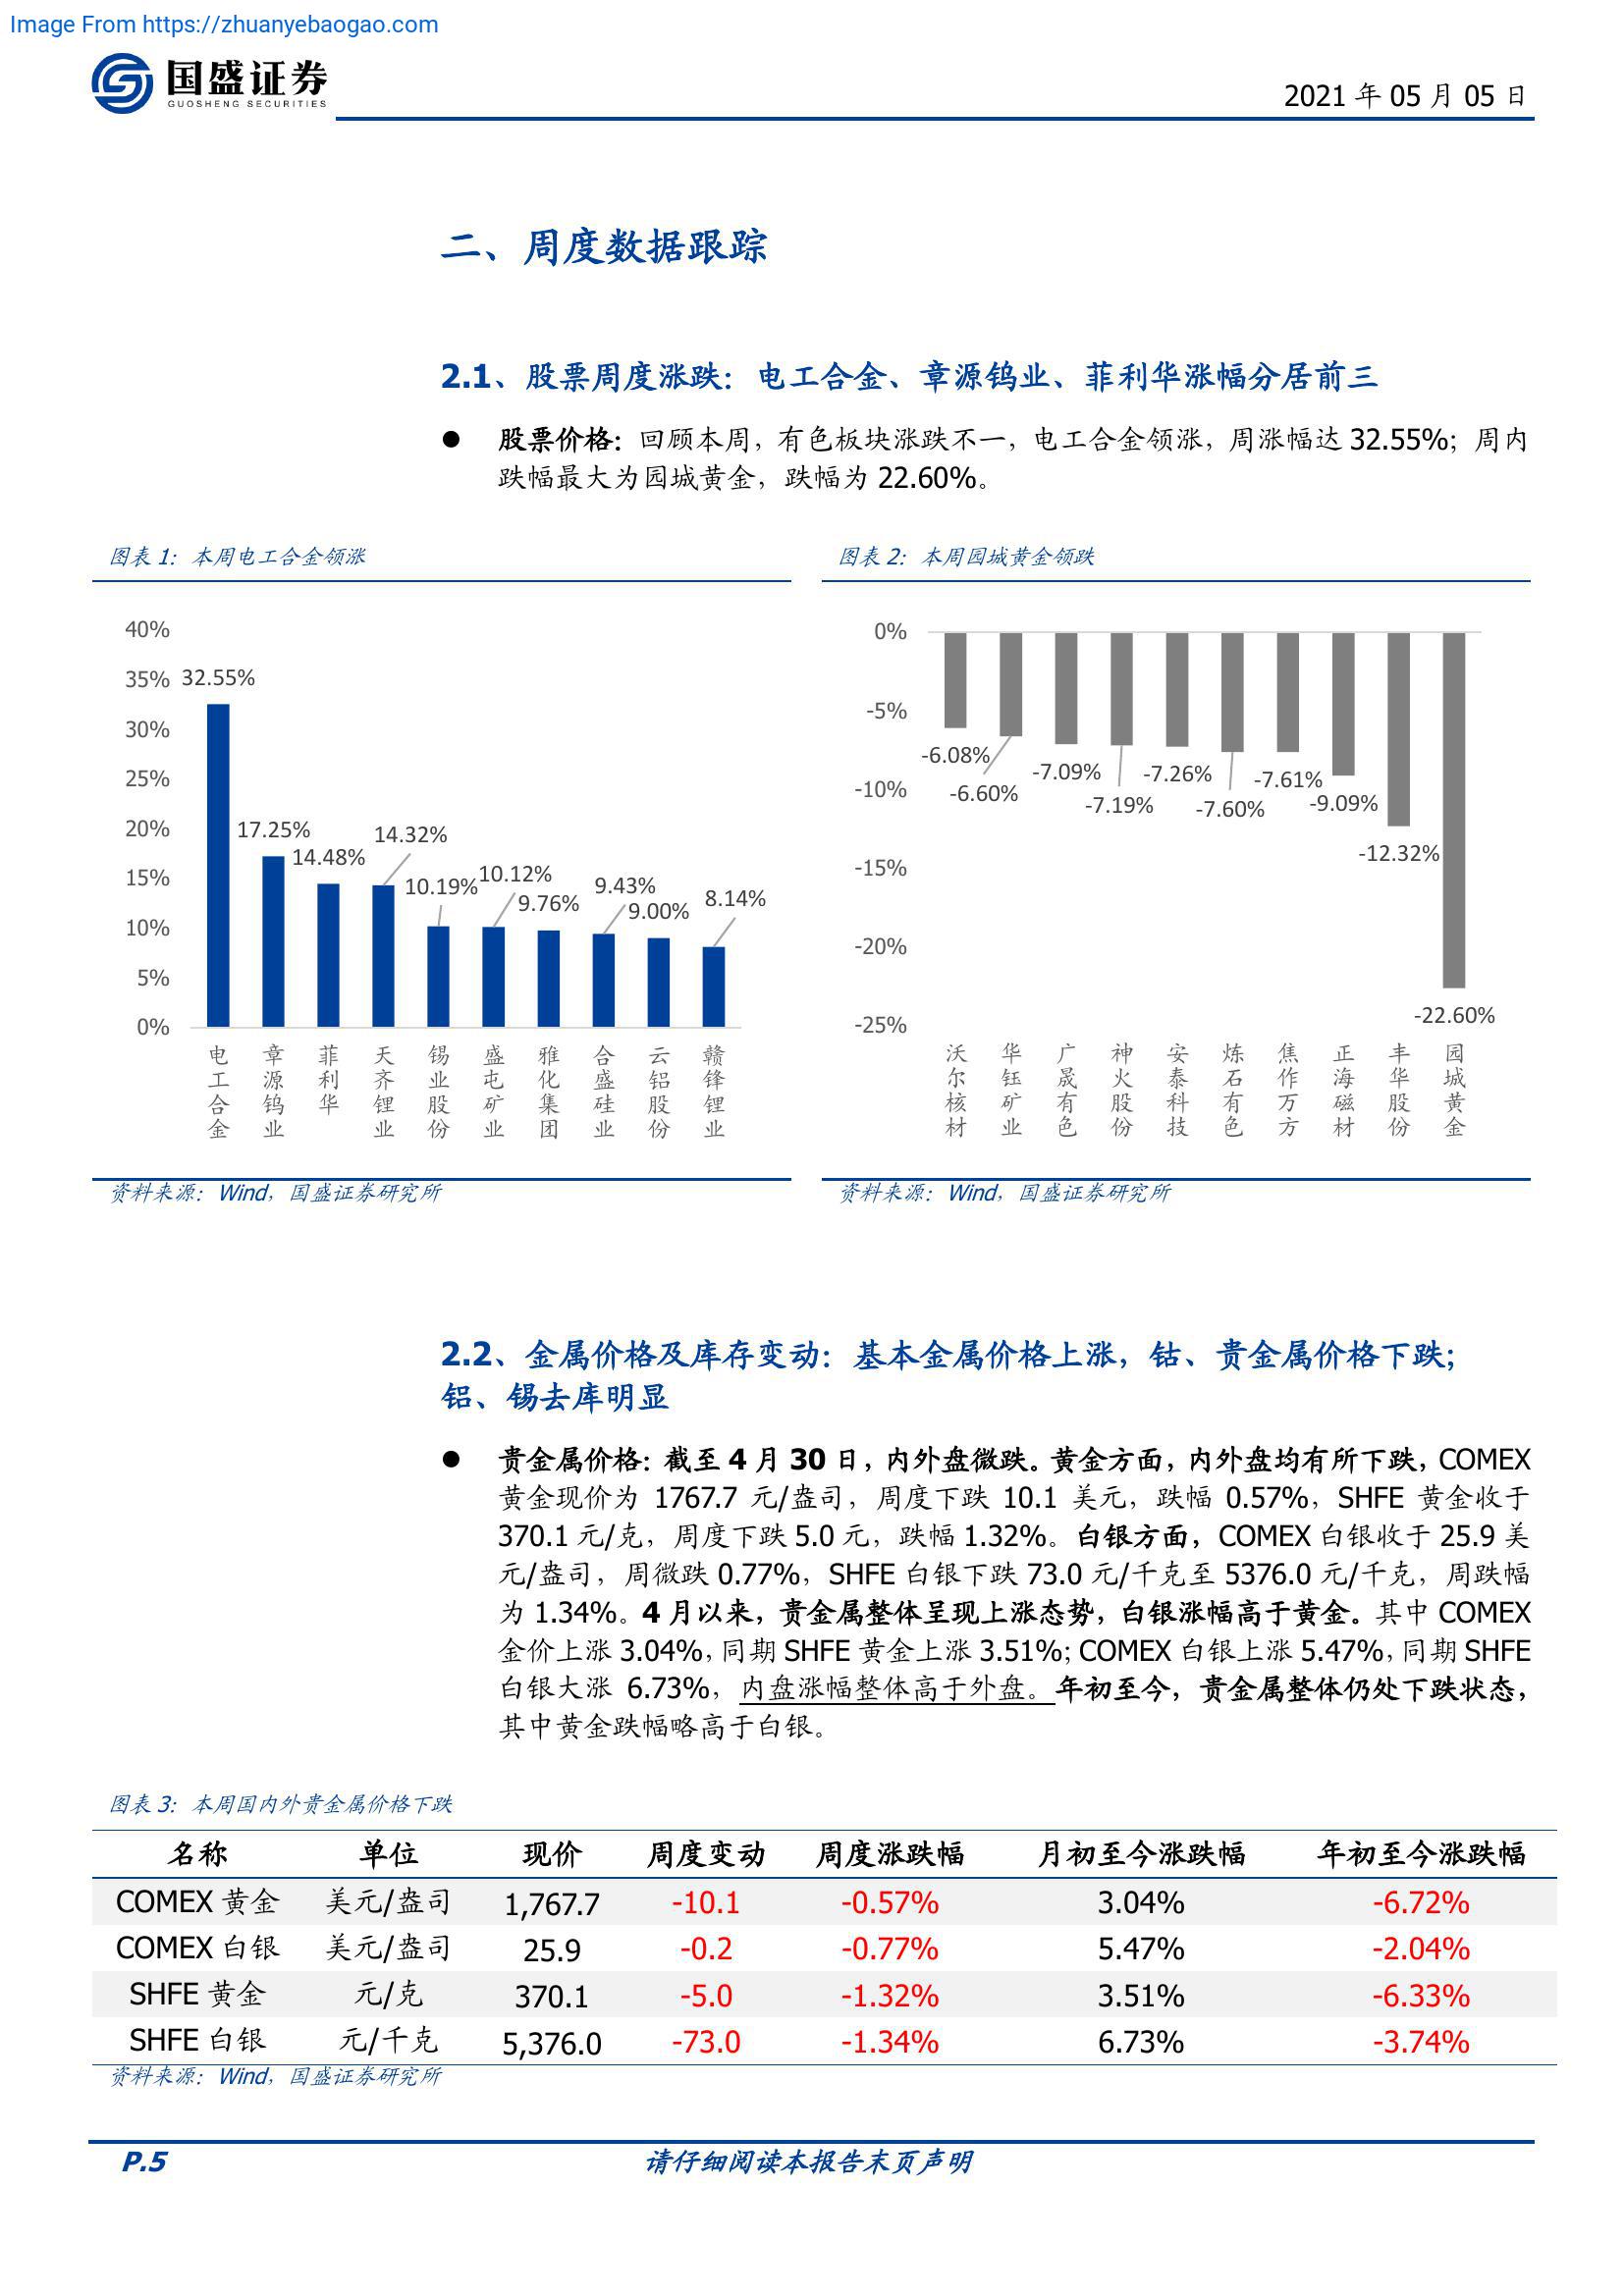 Image From https://zhuanyebaogao.com
国盛证券
GUOSHENG SECURITIES
2021 年 05 月 05 日
二、周度数据跟踪
2.1、股票周度涨跌：电工合金、章源钨业、菲利华涨幅分居前三
● 股票价格：回顾本周，有色板块涨跌不一，电工合金领涨，周涨幅达 32.55%；周内
跌幅最大为园城黄金，跌幅为 22.60%。
图表 1：本周电工合金领涨
40%
35%
30%
25%
20%
15%
10%
5%
0%
32.55%
17.25%
14.48%
14.32%
10.19%
10.12%
9.76%
9.43%
9.00%
8.14%
电工合金
章源钨业
菲利华
天齐锂业
锡业股份
盛屯矿业
雅化集团
合盛硅业
云铝股份
赣锋锂业
资料来源：Wind，国盛证券研究所
图表 2：本周园城黄金领跌
0%
-5%
-10%
-15%
-20%
-25%
-6.08%
-6.60%
-7.09%
-7.19%
-7.26%
-7.60%
-7.61%
-9.09%
-12.32%
-22.60%
沃尔核材
华钰矿业
广晟有色
神火股份
安泰科技
炼石有色
焦作万方
正海磁材
丰华股份
园城黄金
资料来源：Wind，国盛证券研究所
2.2、金属价格及库存变动：基本金属价格上涨，钴、贵金属价格下跌；
铝、锡去库明显
● 贵金属价格：截至 4 月 30 日，内外盘微跌。黄金方面，内外盘均有所下跌，COMEX
黄金现价为 1767.7 元/盎司，周度下跌 10.1 美元，跌幅 0.57%，SHFE 黄金收于
370.1 元/克，周度下跌 5.0 元，跌幅 1.32%。白银方面，COMEX 白银收于 25.9 美
元/盎司，周微跌 0.77%，SHFE 白银下跌 73.0 元/千克至 5376.0 元/千克，周跌幅
为 1.34%。4 月以来，贵金属整体呈现上涨态势，白银涨幅高于黄金。其中 COMEX
金价上涨 3.04%，同期 SHFE 黄金上涨 3.51%；COMEX 白银上涨 5.47%，同期 SHFE
白银大涨 6.73%，内盘涨幅整体高于外盘。年初至今，贵金属整体仍处下跌状态，
其中黄金跌幅略高于白银。
图表 3：本周国内外贵金属价格下跌
名称 单位 现价 周度变动 周度涨跌幅 月初至今涨跌幅 年初至今涨跌幅
COMEX 黄金 美元/盎司 1,767.7 -10.1 -0.57% 3.04% -6.72%
COMEX 白银 美元/盎司 25.9 -0.2 -0.77% 5.47% -2.04%
SHFE 黄金 元/克 370.1 -5.0 -1.32% 3.51% -6.33%
SHFE 白银 元/千克 5,376.0 -73.0 -1.34% 6.73% -3.74%
资料来源：Wind，国盛证券研究所
P.5 请仔细阅读本报告末页声明